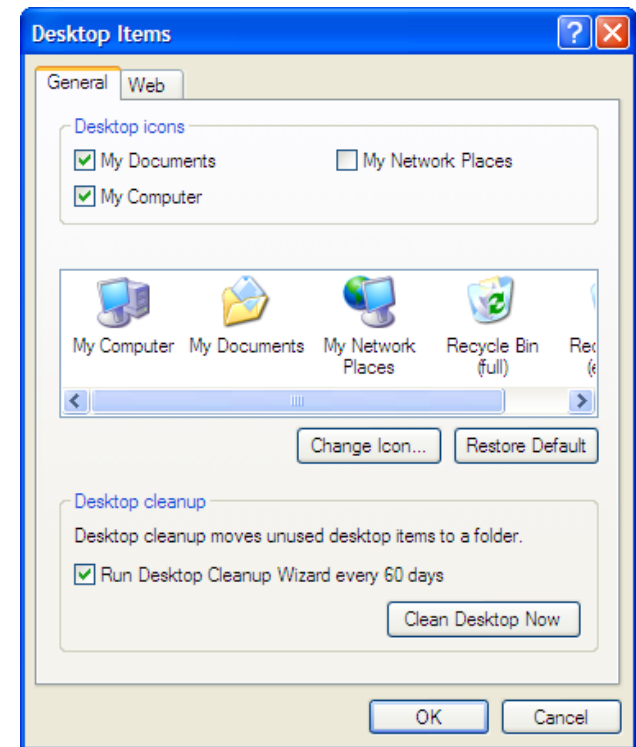 Desktop Items
General Web
Desktop icons
My Documents My Network Places
My Computer
My Computer My Documents My Network Places Recycle Bin (full)
Change Icon... Restore Default
Desktop cleanup
Desktop cleanup moves unused desktop items to a folder.
Run Desktop Cleanup Wizard every 60 days
Clean Desktop Now
OK Cancel